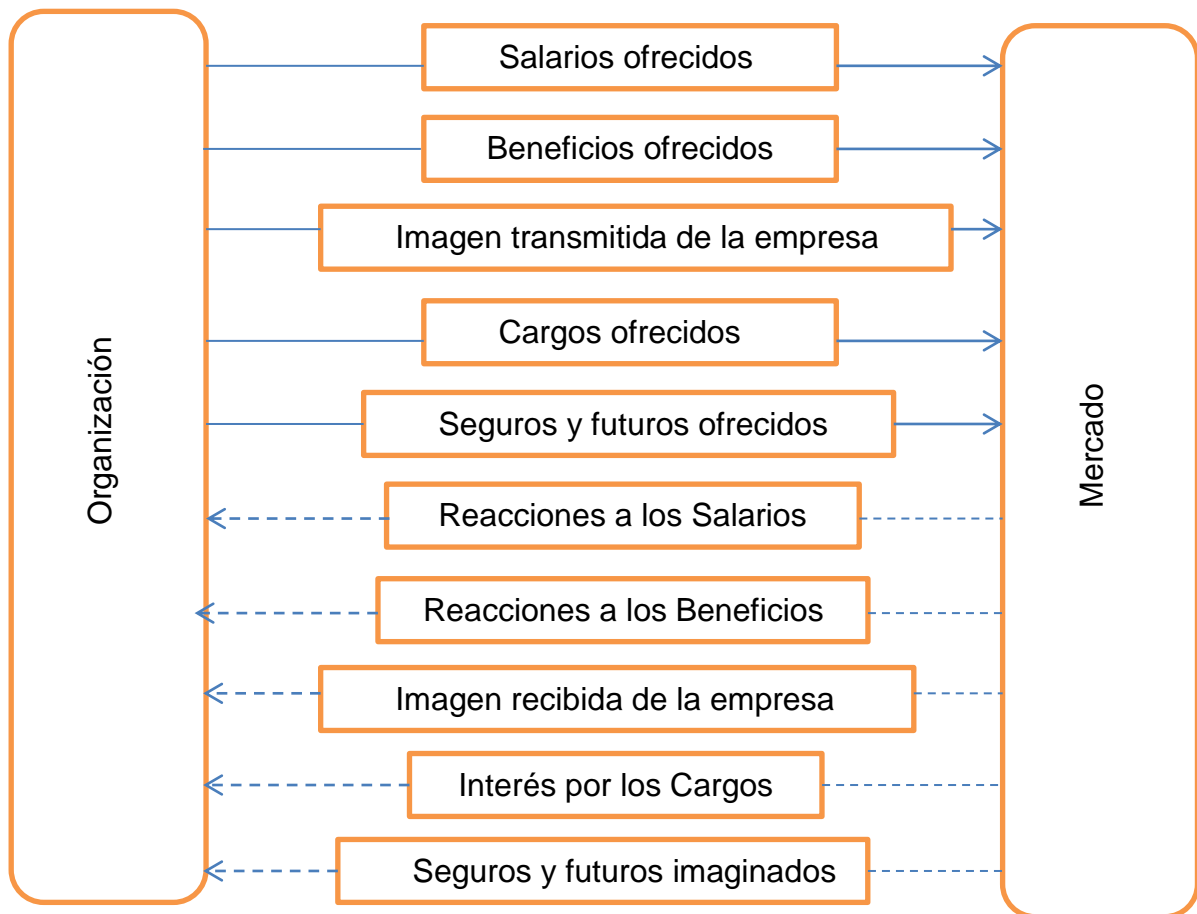 Organización
Salarios ofrecidos
Beneficios ofrecidos
Imagen transmitida de la empresa
Cargos ofrecidos
Seguros y futuros ofrecidos
Reacciones a los Salarios
Reacciones a los Beneficios
Imagen recibida de la empresa
Interés por los Cargos
Seguros y futuros imaginados
Mercado